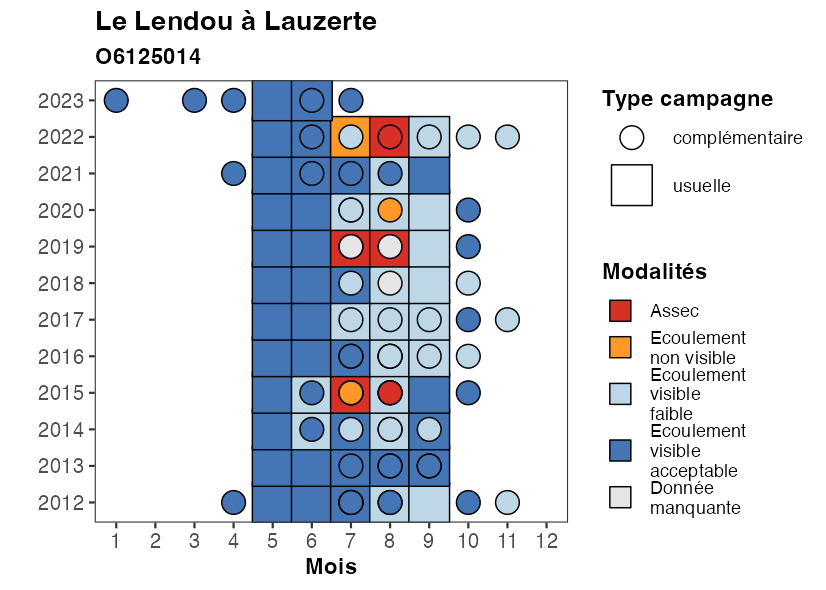 Le Lendou à Lauzerte
O6125014
2023
2022
2021
2020
2019
2018
2017
2016
2015
2014
2013
2012
1 2 3 4 5 6 7 8 9 10 11 12
Mois
Type campagne
complémentaire
usuelle
Modalités
Assec
Ecoulement
non visible
Ecoulement
visible
faible
Ecoulement
visible
acceptable
Donnée
manquante